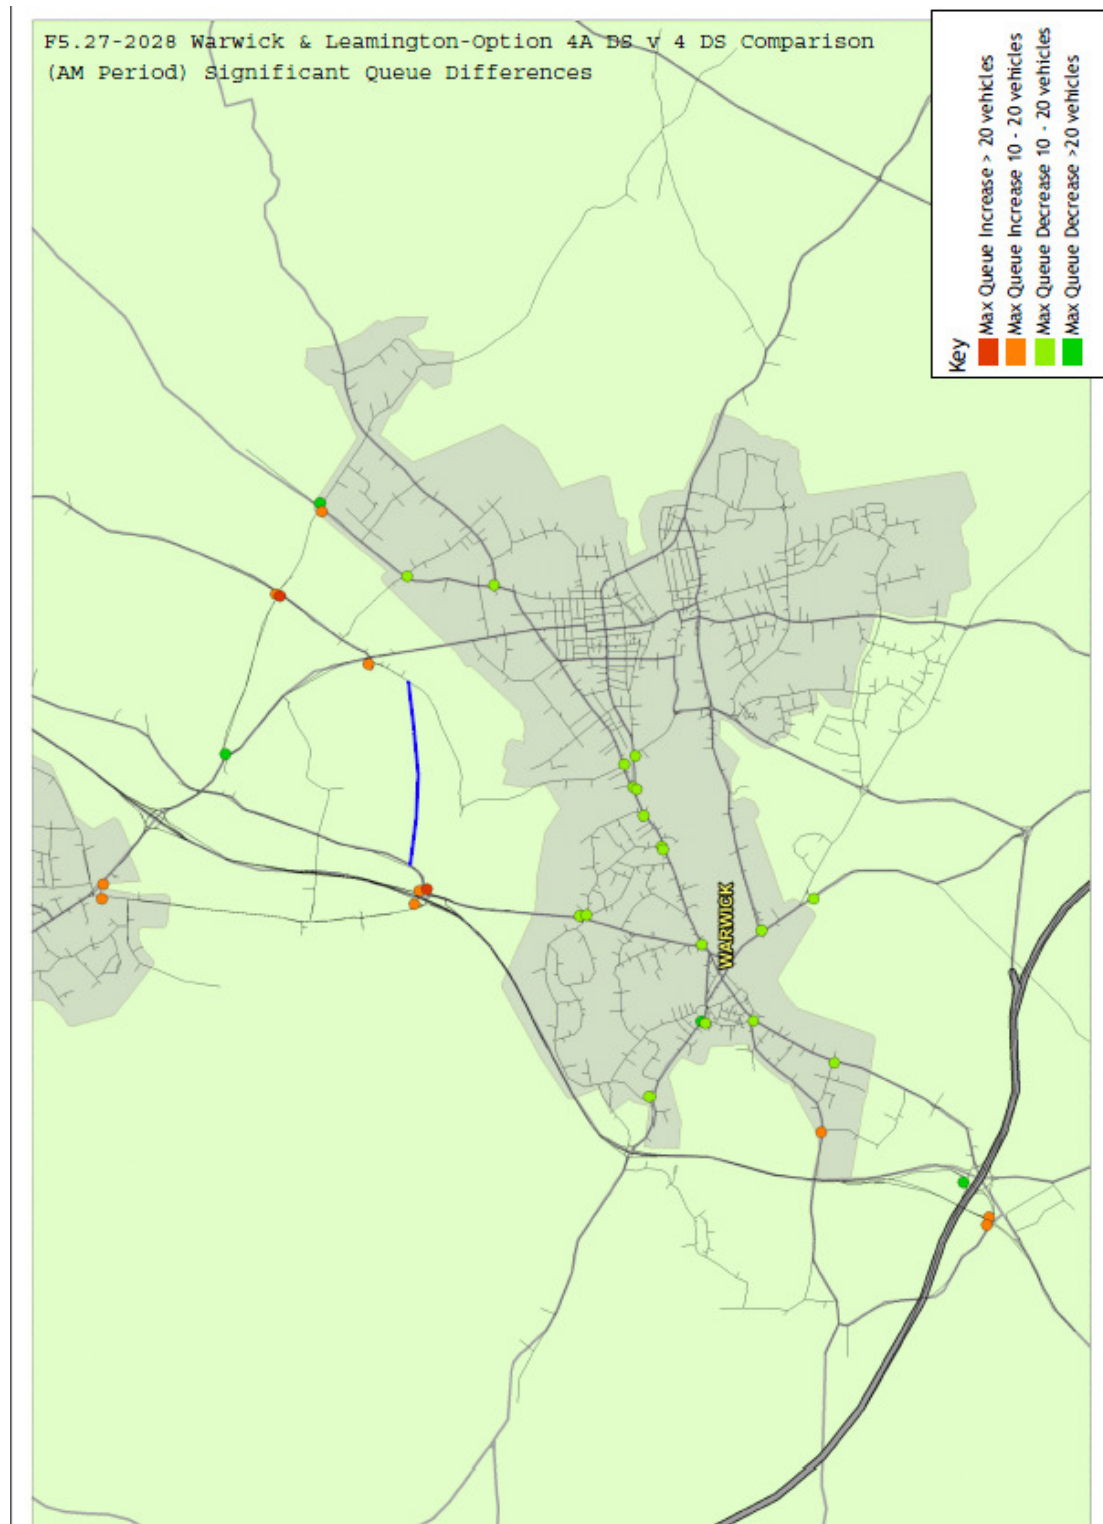 F5.27-2028 Warwick & Leamington-Option 4A DS v 4 DS Comparison
(AM Period) Significant Queue Differences
Key
Max Queue Increase > 20 vehicles
Max Queue Increase 10 - 20 vehicles
Max Queue Decrease 10 - 20 vehicles
Max Queue Decrease >20 vehicles
WARWICK